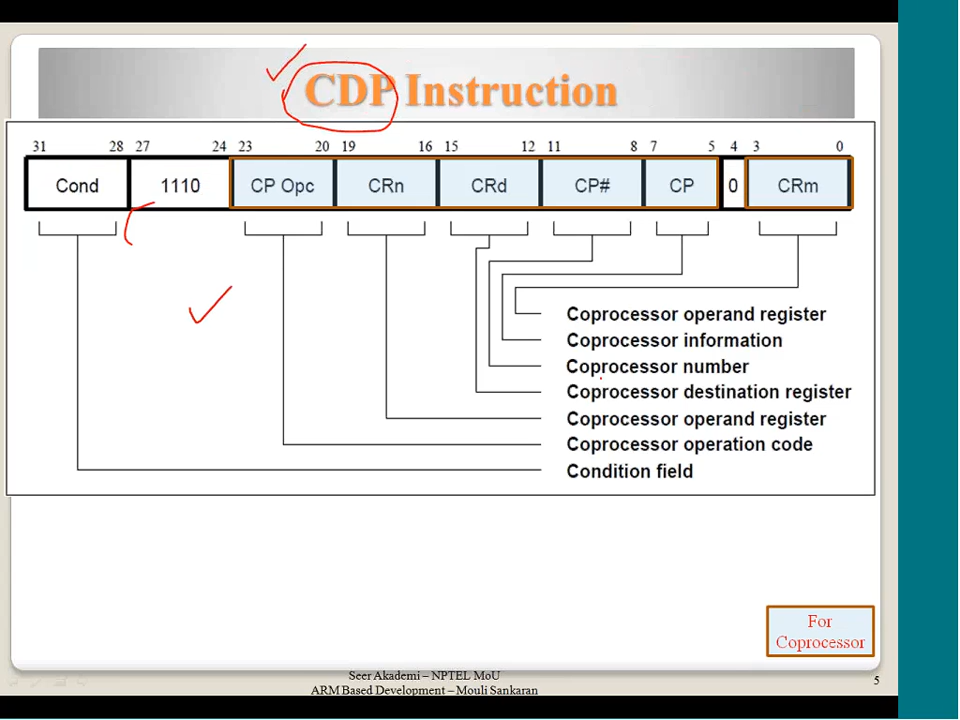 CDP Instruction
31 28 27 24 23 20 19 16 15 12 11 8 7 5 4 3 0
Cond 1110 CP Opc CRn CRd CP# CP 0 CRm
Coprocessor operand register
Coprocessor information
Coprocessor number
Coprocessor destination register
Coprocessor operand register
Coprocessor operation code
Condition field
For
Coprocessor
Seer Akademi – NPTEL MoU
ARM Based Development – Mouli Sankaran
5